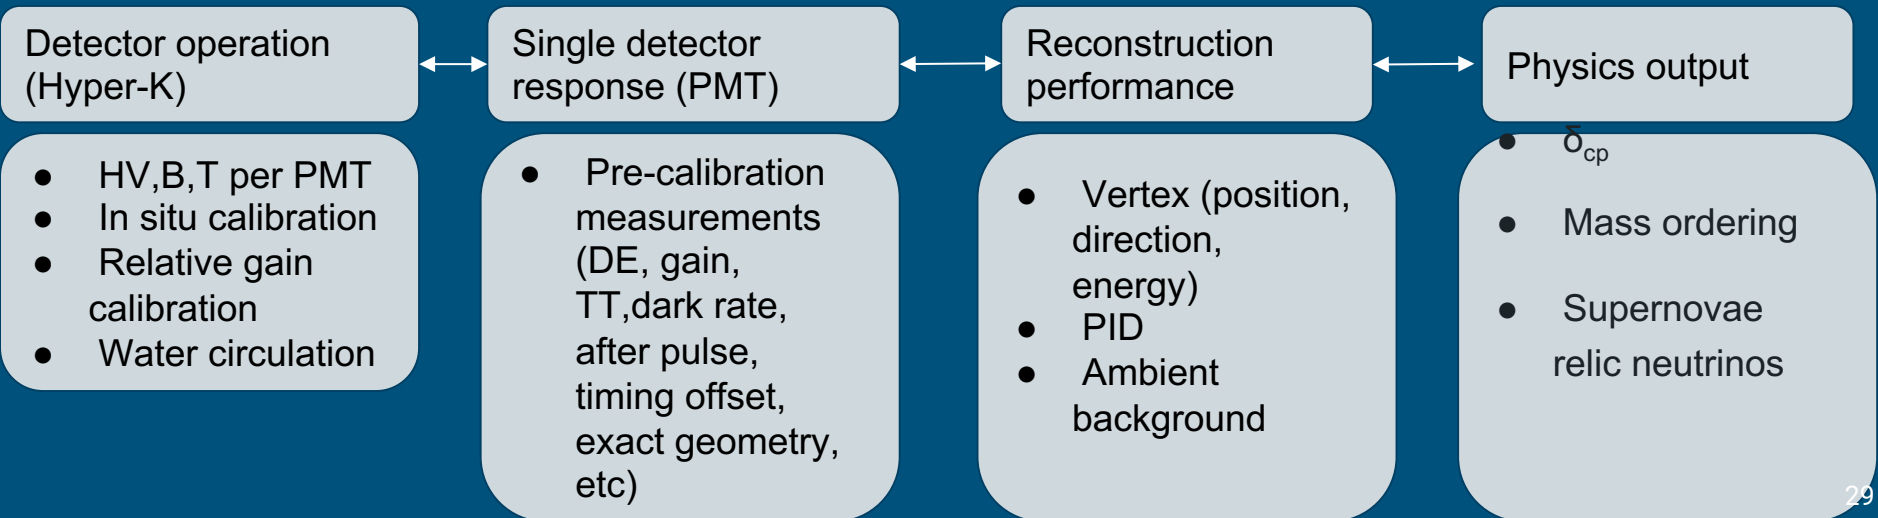 Detector operation
(Hyper-K)
Single detector
response (PMT)
Reconstruction
performance
Physics output
● HV,B,T per PMT
● In situ calibration
● Relative gain
calibration
● Water circulation
● Pre-calibration
measurements
(DE, gain,
TT,dark rate,
after pulse,
timing offset,
exact geometry,
etc)
● Vertex (position,
direction,
energy)
● PID
● Ambient
background
● δcp
● Mass ordering
● Supernovae
relic neutrinos
29